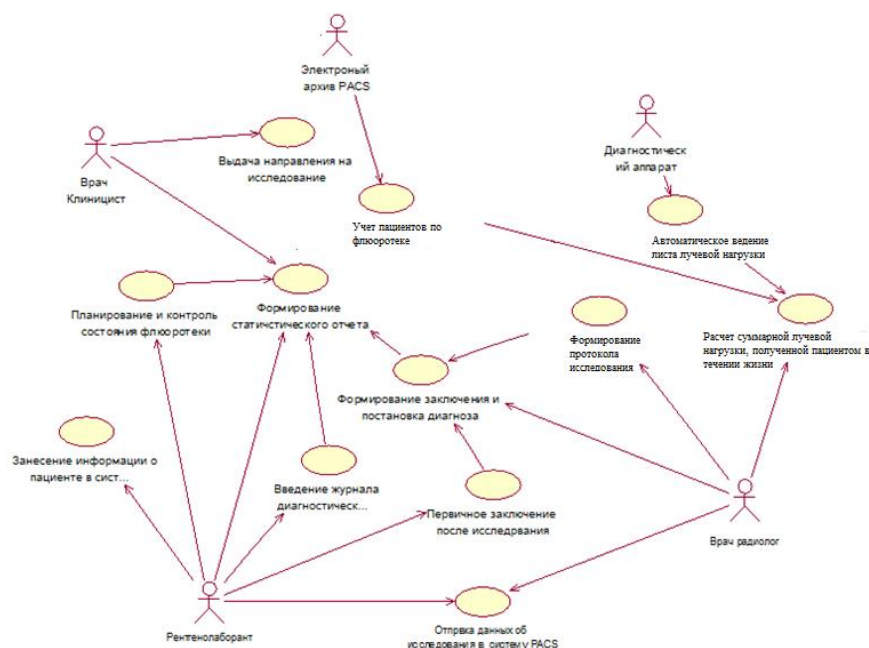 Электроный
архив PACS
Диагностическ
ий аппарат
Врач
Клиницист
Выдача направления на
исследование
Учет пациентов по
флюоротеке
Автоматическое ведение
листа лучевой нагрузки
Планирование и контроль
состояния флюоротеки
Формирование
статичстического отчета
Формирование
протокола
исследования
Расчет суммарной лучевой
нагрузки, полученной пациентом в
течении жизни
Формирование заключения и
постановка диагноза
Занесение информации о
пациенте в сист...
Введение журнала
диагностическ...
Первичное заключение
после исследрвания
Врач радиолог
Рентгенолаборант
Отпрвка данных об
исследования в систему PACS